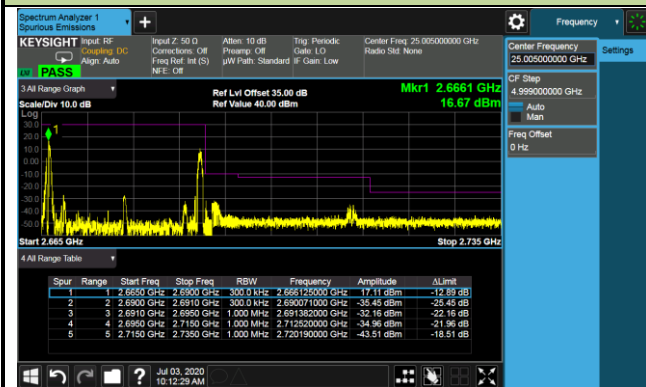 Spectrum Analyzer 1
Spurious Emissions
Frequency
KEYSIGHT
Input: RF
Coupling: DC
Align: Auto
Input Z: 50 Ω
Corrections: Off
Freq Ref: Int (S)
NFE: Off
Atten: 10 dB
Preamp: Off
µW Path: Standard
Trig: Periodic
Gate: LO
IF Gain: Low
Center Freq: 25.005000000 GHz
Radio Std: None
LV PASS
Center Frequency
25.005000000 GHz
Settings
CF Step
4.999000000 GHz
Auto
Man
Freq Offset
0 Hz
3 All Range Graph
Scale/Div 10.0 dB
Ref Lvl Offset 35.00 dB
Ref Value 40.00 dBm
Mkr1 2.6661 GHz
16.67 dBm
Log
30.0
20.0
10.0
0.00
-10.0
-20.0
-30.0
-40.0
-50.0
1
Start 2.665 GHz
Stop 2.735 GHz
4 All Range Table
Spur Range Start Freq Stop Freq RBW Frequency Amplitude ΔLimit
1 1 2.6650 GHz 2.6900 GHz 300.0 kHz 2.666125000 GHz 17.11 dBm -12.89 dB
2 2 2.6900 GHz 2.6910 GHz 300.0 kHz 2.690071000 GHz -35.45 dBm -25.45 dB
3 3 2.6910 GHz 2.6950 GHz 1.000 MHz 2.691382000 GHz -32.16 dBm -22.16 dB
4 4 2.6950 GHz 2.7150 GHz 1.000 MHz 2.712520000 GHz -34.96 dBm -21.96 dB
5 5 2.7150 GHz 2.7350 GHz 1.000 MHz 2.720190000 GHz -43.51 dBm -18.51 dB
Jul 03, 2020
10:12:29 AM